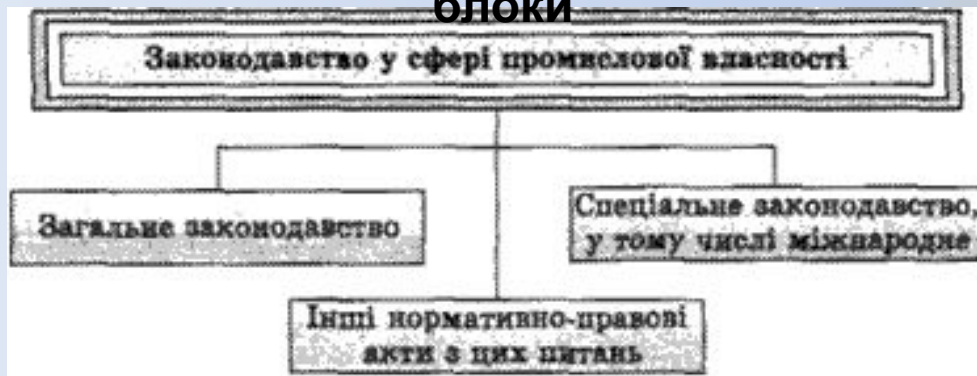 блоки
Законодавство у сфері промислової власності
Загальне законодавство
Спеціальне законодавство,
у тому числі міжнародне
Інші нормативно-правові
акти з цих питань